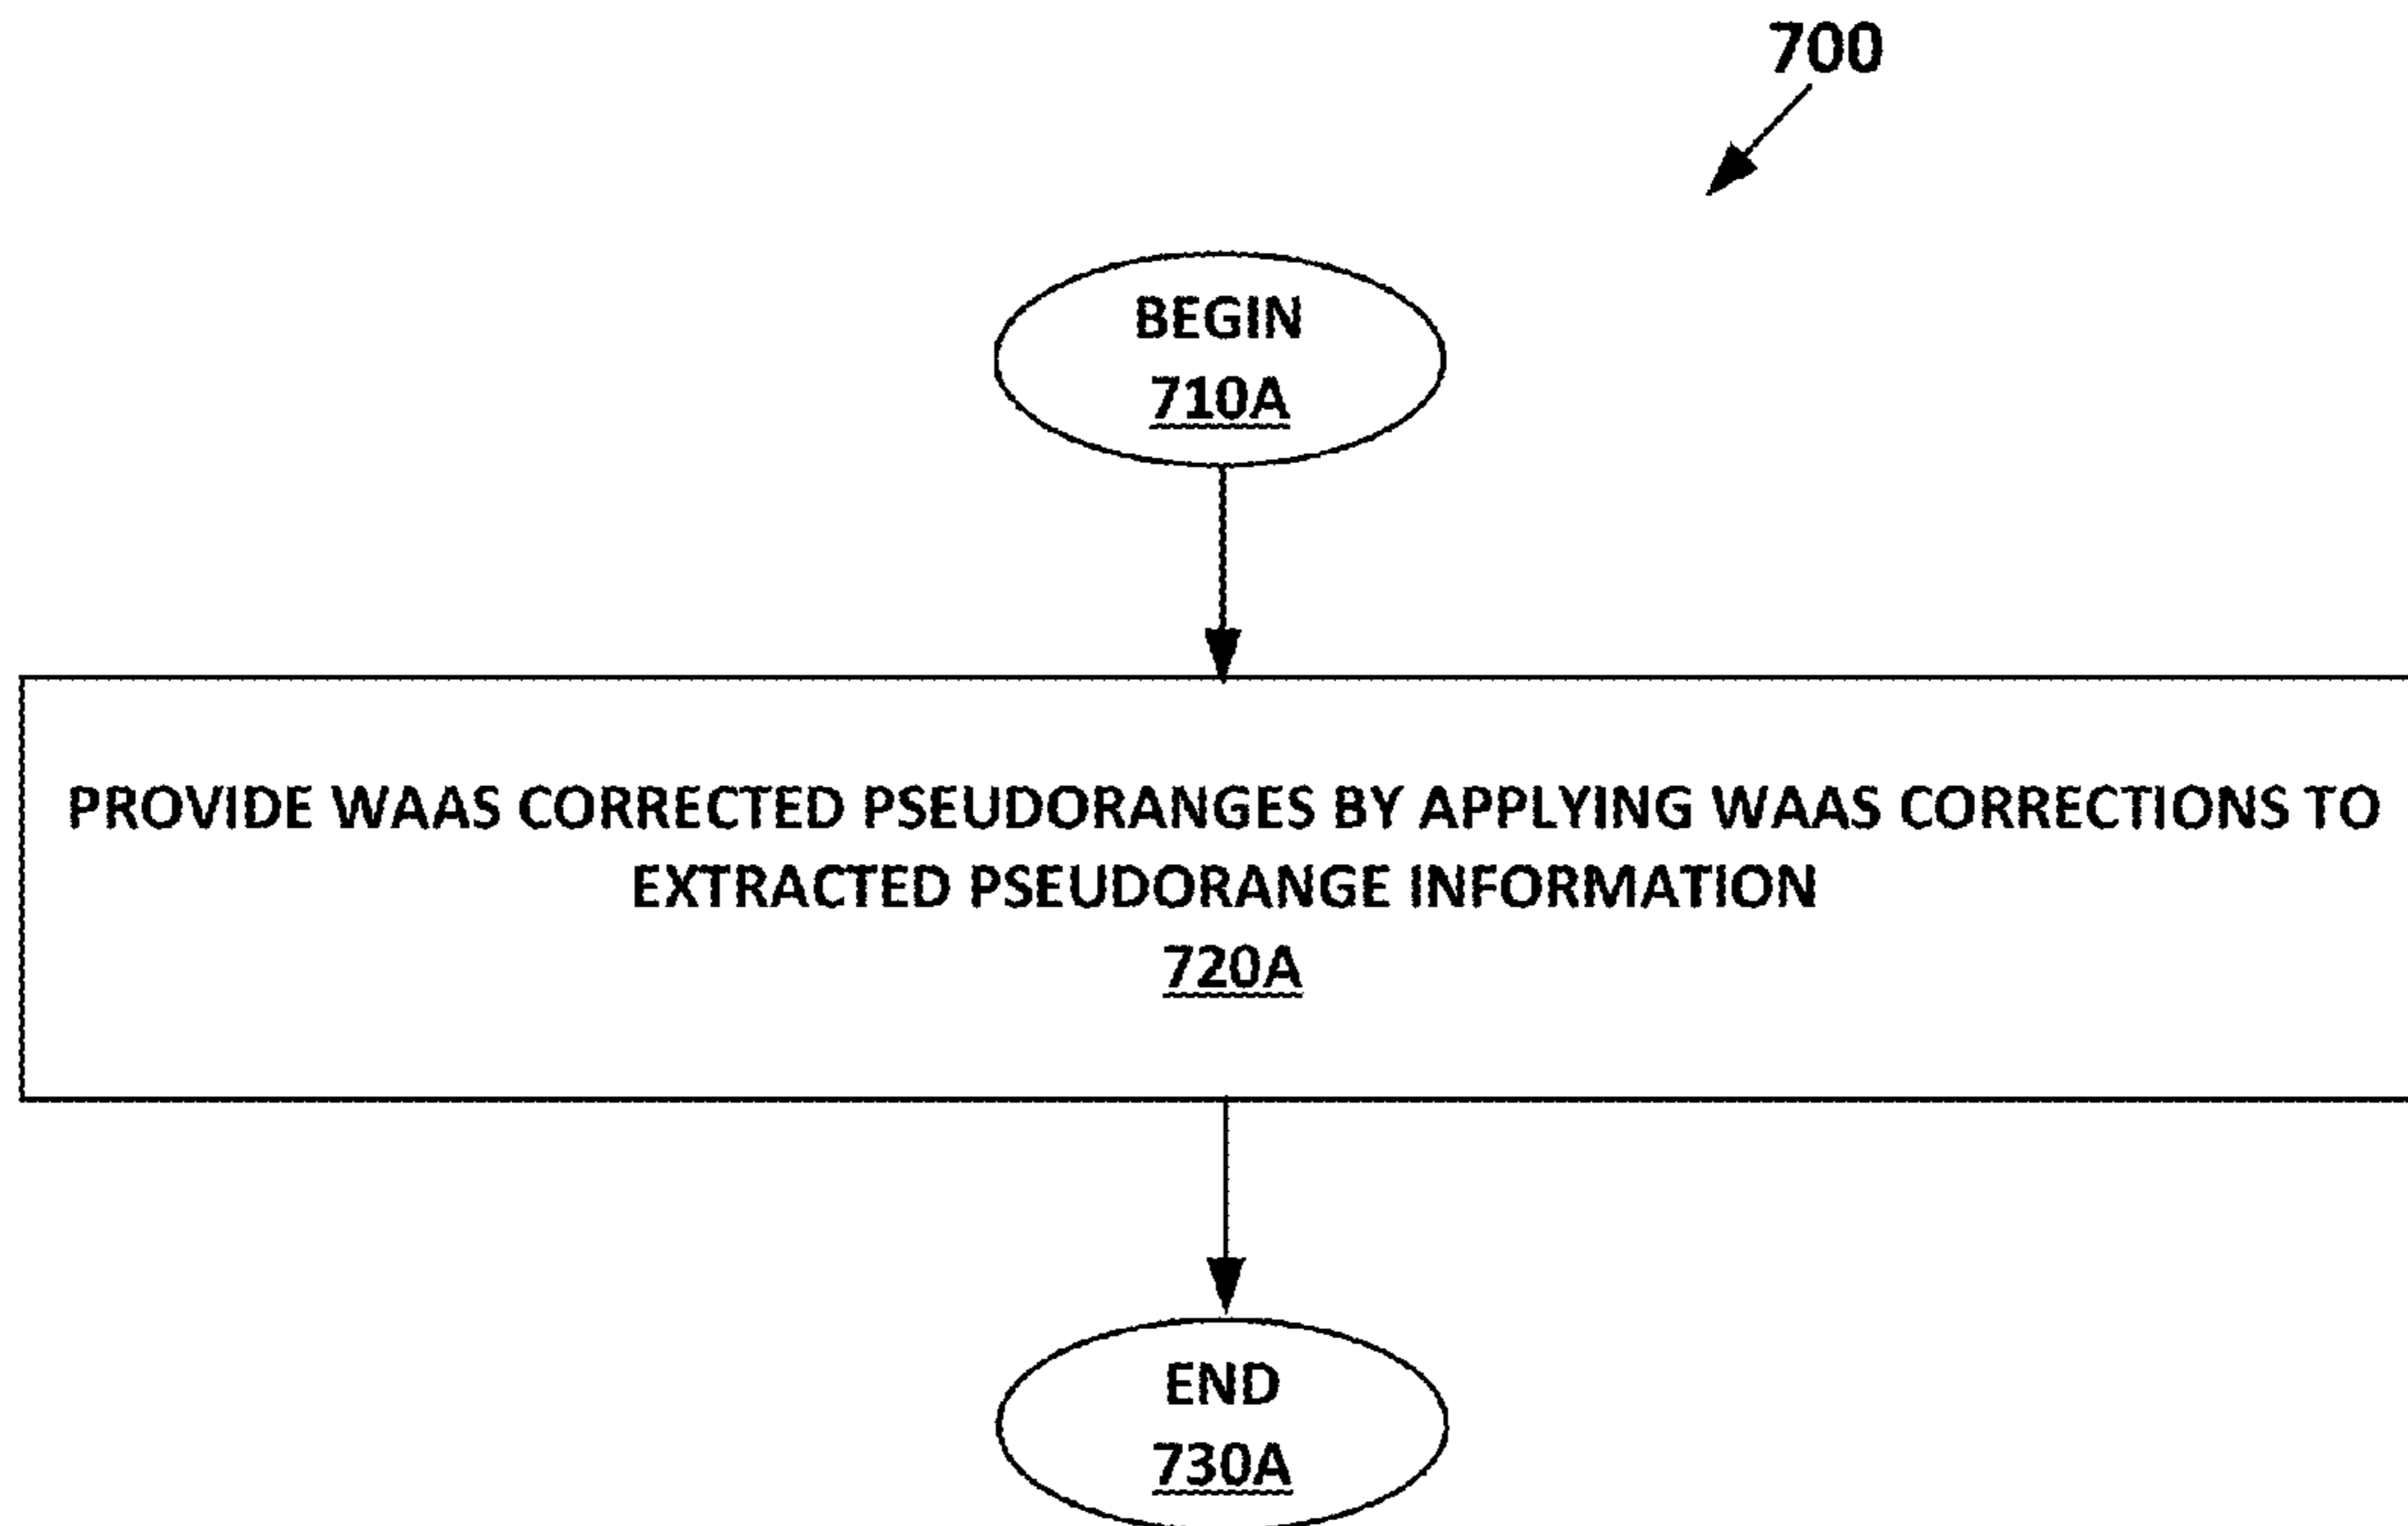 700
BEGIN
710A
PROVIDE WAAS CORRECTED PSEUDORANGES BY APPLYING WAAS CORRECTIONS TO
EXTRACTED PSEUDORANGE INFORMATION
720A
END
730A